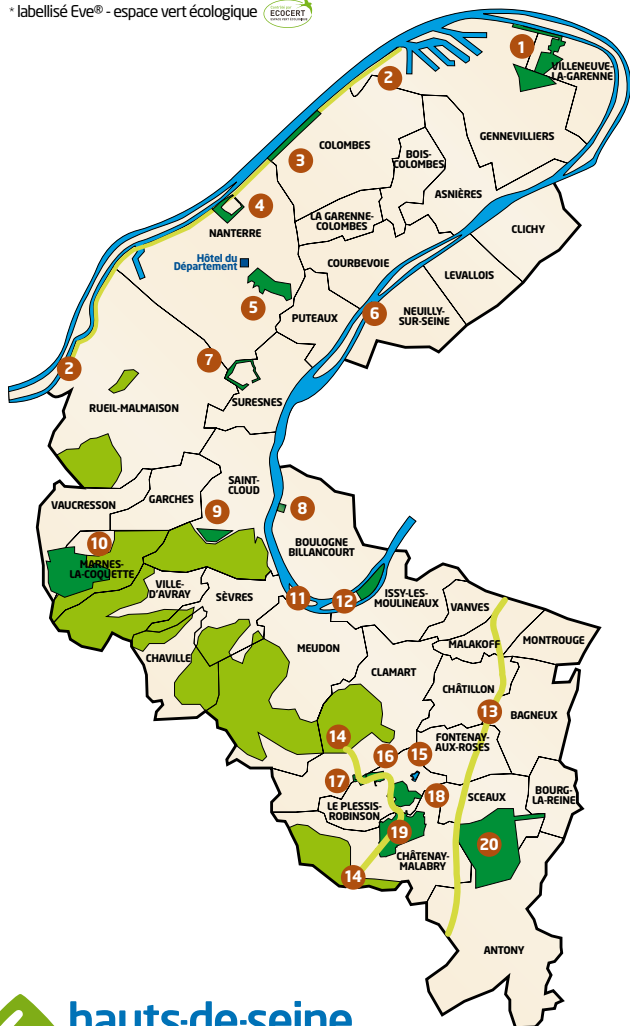 * labellisé Eve® - espace vert écologique
ECOCERT
1
VILLENEUVE-
LA-GARENNE
2
GENNEVILLIERS
COLOMBES
3
BOIS-
COLOMBES
ASNIÈRES
4
LA GARENNE-
COLOMBES
NANTERRE
CLICHY
Hôtel du
Département
COURBEVOIE
LEVALLOIS
5
PUTEAUX
6
NEUILLY-
SUR-SEINE
7
2
RUEIL-MALMAISON
SURESNES
SAINT-
CLOUD
GARCHES
VAUCRESSON
9
8
BOULOGNE
BILLANCOURT
10
MARNES-
LA-COQUETTE
VILLE-
D'AVRAY
SÈVRES
11
12
ISSY-LES-
MOULINEAUX
VANVES
MALAKOFF
MONTROUGE
MEUDON
CHAVILLE
CLAMART
CHÂTILLON
13
BAGNEUX
14
FONTENAY-
AUX-ROSES
16
15
17
18
SCEAUX
BOURG-
LA-REINE
LE PLESSIS-
ROBINSON
19
20
CHÂTENAY-
MALABRY
14
ANTONY
hauts-de-seine